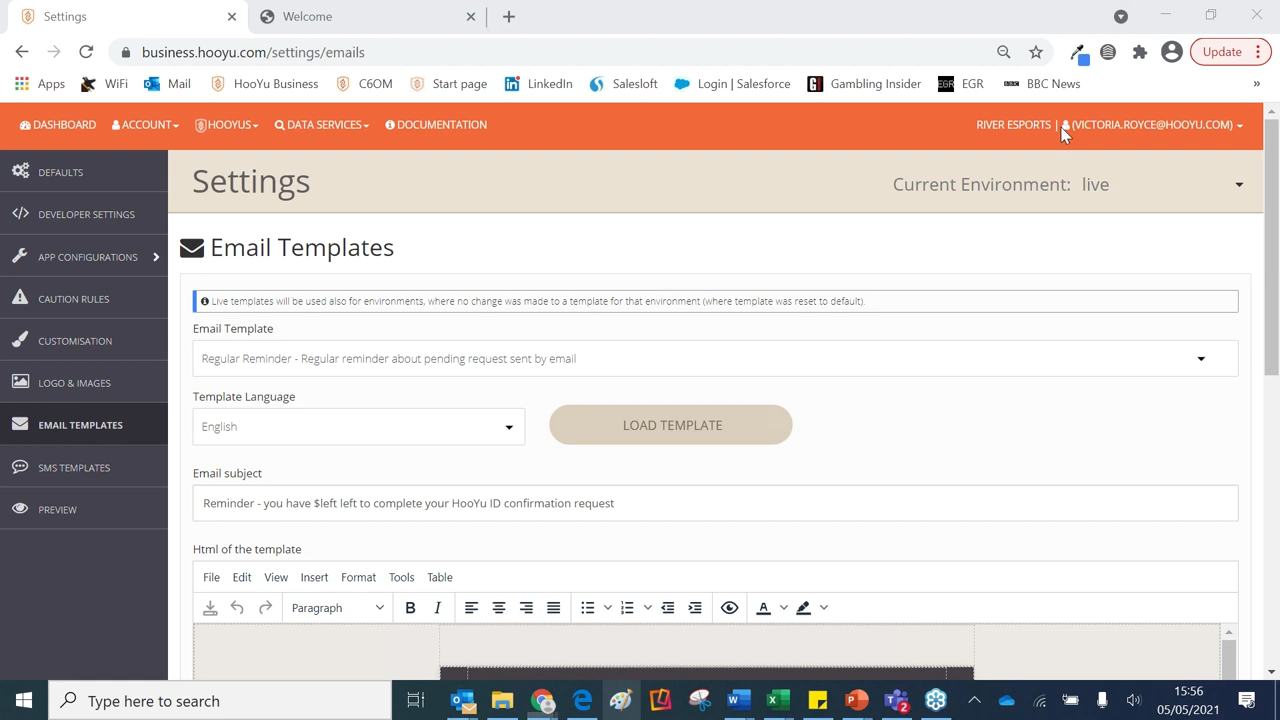 Settings
Welcome
business.hooyu.com/settings/emails
Update
Apps
WiFi
Mail
HooYu Business
C6OM
Start page
LinkedIn
Salesloft
Login | Salesforce
Gambling Insider
EGR
EGR
BBC
BBC News
»
DASHBOARD
ACCOUNT
HOOYUS
DATA SERVICES
DOCUMENTATION
RIVER ESPORTS |
(VICTORIA.ROYCE@HOOYU.COM)
DEFAULTS
DEVELOPER SETTINGS
APP CONFIGURATIONS
CAUTION RULES
CUSTOMISATION
LOGO & IMAGES
EMAIL TEMPLATES
SMS TEMPLATES
PREVIEW
Settings
Current Environment: live
Email Templates
Live templates will be used also for environments, where no change was made to a template for that environment (where template was reset to default).
Email Template
Regular Reminder - Regular reminder about pending request sent by email
Template Language
English
LOAD TEMPLATE
Email subject
Reminder - you have $left left to complete your HooYu ID confirmation request
Html of the template
File Edit View Insert Format Tools Table
Paragraph
B
I
A
Type here to search
15:56
05/05/2021